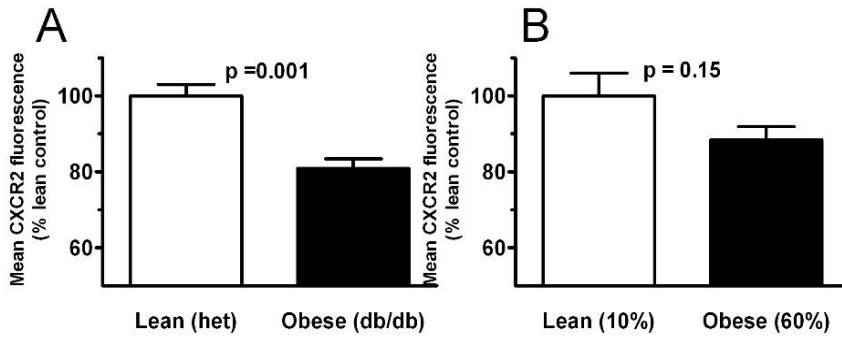 A
Mean CXCR2 fluorescence
(% lean control)
100
80
60
p =0.001
Lean (het)
Obese (db/db)
B
Mean CXCR2 fluorescence
(% lean control)
100
80
60
p = 0.15
Lean (10%)
Obese (60%)